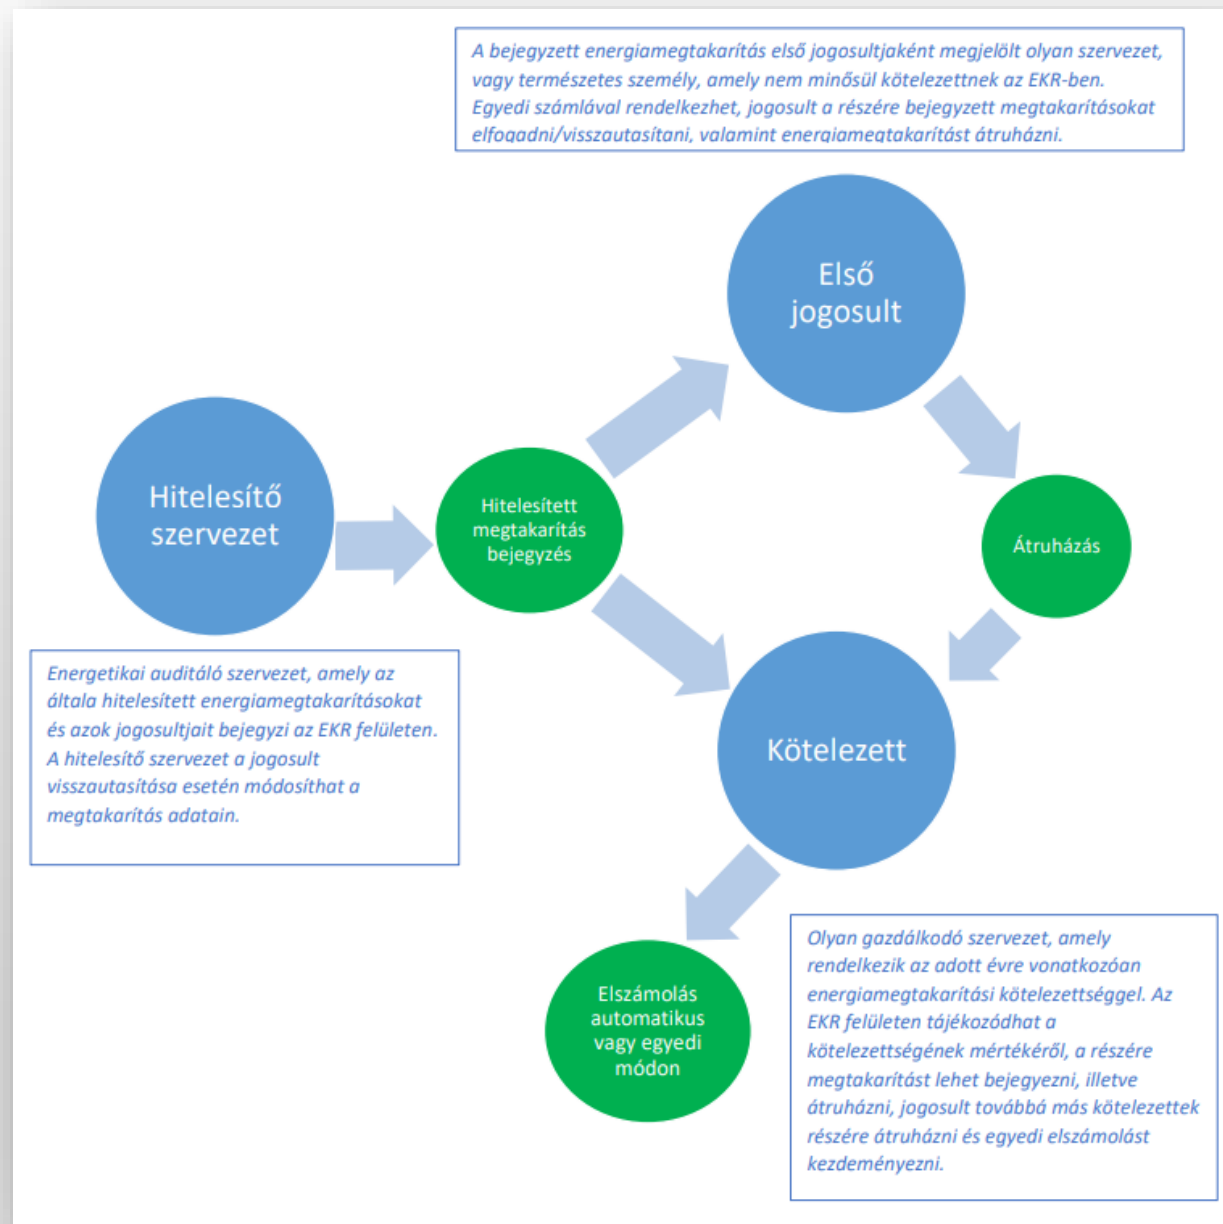 A bejegyzett energiamegtakarítás első jogosultjaként megjelölt olyan szervezet,
vagy természetes személy, amely nem minősül kötelezettnek az EKR-ben.
Egyedi számlával rendelkezhet, jogosult a részére bejegyzett megtakarításokat
elfogadni/visszautasítani, valamint energiamegtakarítást átruházni.
Első
jogosult
Hitelesítő
szervezet
Hitelesített
megtakarítás
bejegyzés
Átruházás
Energetikai auditáló szervezet, amely az
általa hitelesített energiamegtakarításokat
és azok jogosultjait bejegyzi az EKR felületen.
A hitelesítő szervezet a jogosult
visszautasítása esetén módosíthat a
megtakarítás adatain.
Kötelezett
Elszámolás
automatikus
vagy egyedi
módon
Olyan gazdálkodó szervezet, amely
rendelkezik az adott évre vonatkozóan
energiamegtakarítási kötelezettséggel. Az
EKR felületen tájékozódhat a
kötelezettségének mértékéről, a részére
megtakarítást lehet bejegyezni, illetve
átruházni, jogosult továbbá más kötelezettek
részére átruházni és egyedi elszámolást
kezdeményezni.